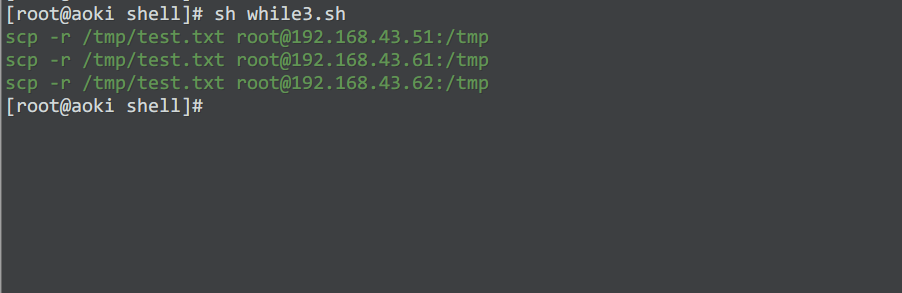 [root@aoki shell]# sh while3.sh
scp -r /tmp/test.txt root@192.168.43.51:/tmp
scp -r /tmp/test.txt root@192.168.43.61:/tmp
scp -r /tmp/test.txt root@192.168.43.62:/tmp
[root@aoki shell]#